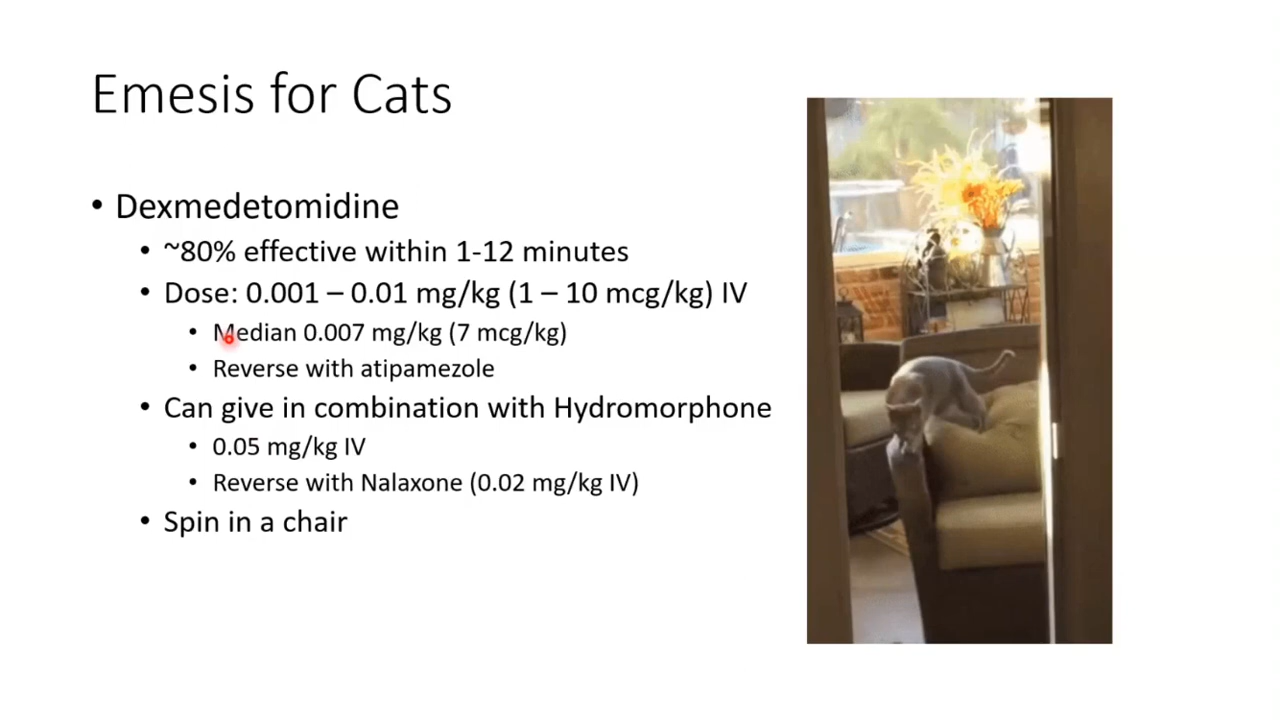 Emesis for Cats
• Dexmedetomidine
• ~80% effective within 1-12 minutes
• Dose: 0.001 – 0.01 mg/kg (1 – 10 mcg/kg) IV
• Median 0.007 mg/kg (7 mcg/kg)
• Reverse with atipamezole
• Can give in combination with Hydromorphone
• 0.05 mg/kg IV
• Reverse with Nalaxone (0.02 mg/kg IV)
• Spin in a chair